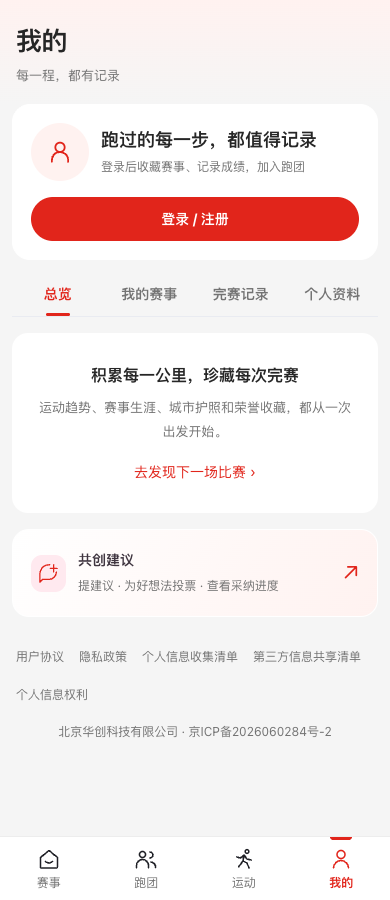 我的
每一程，都有记录
跑过的每一步，都值得记录
登录后收藏赛事、记录成绩，加入跑团
登录 / 注册
总览 我的赛事 完赛记录 个人资料
积累每一公里，珍藏每次完赛
运动趋势、赛事生涯、城市护照和荣誉收藏，都从一次
出发开始。
去发现下一场比赛 ›
共创建议
提建议 · 为好想法投票 · 查看采纳进度
用户协议 隐私政策 个人信息收集清单 第三方信息共享清单
个人信息权利
北京华创科技有限公司 · 京ICP备2026060284号-2
赛事 跑团 运动 我的